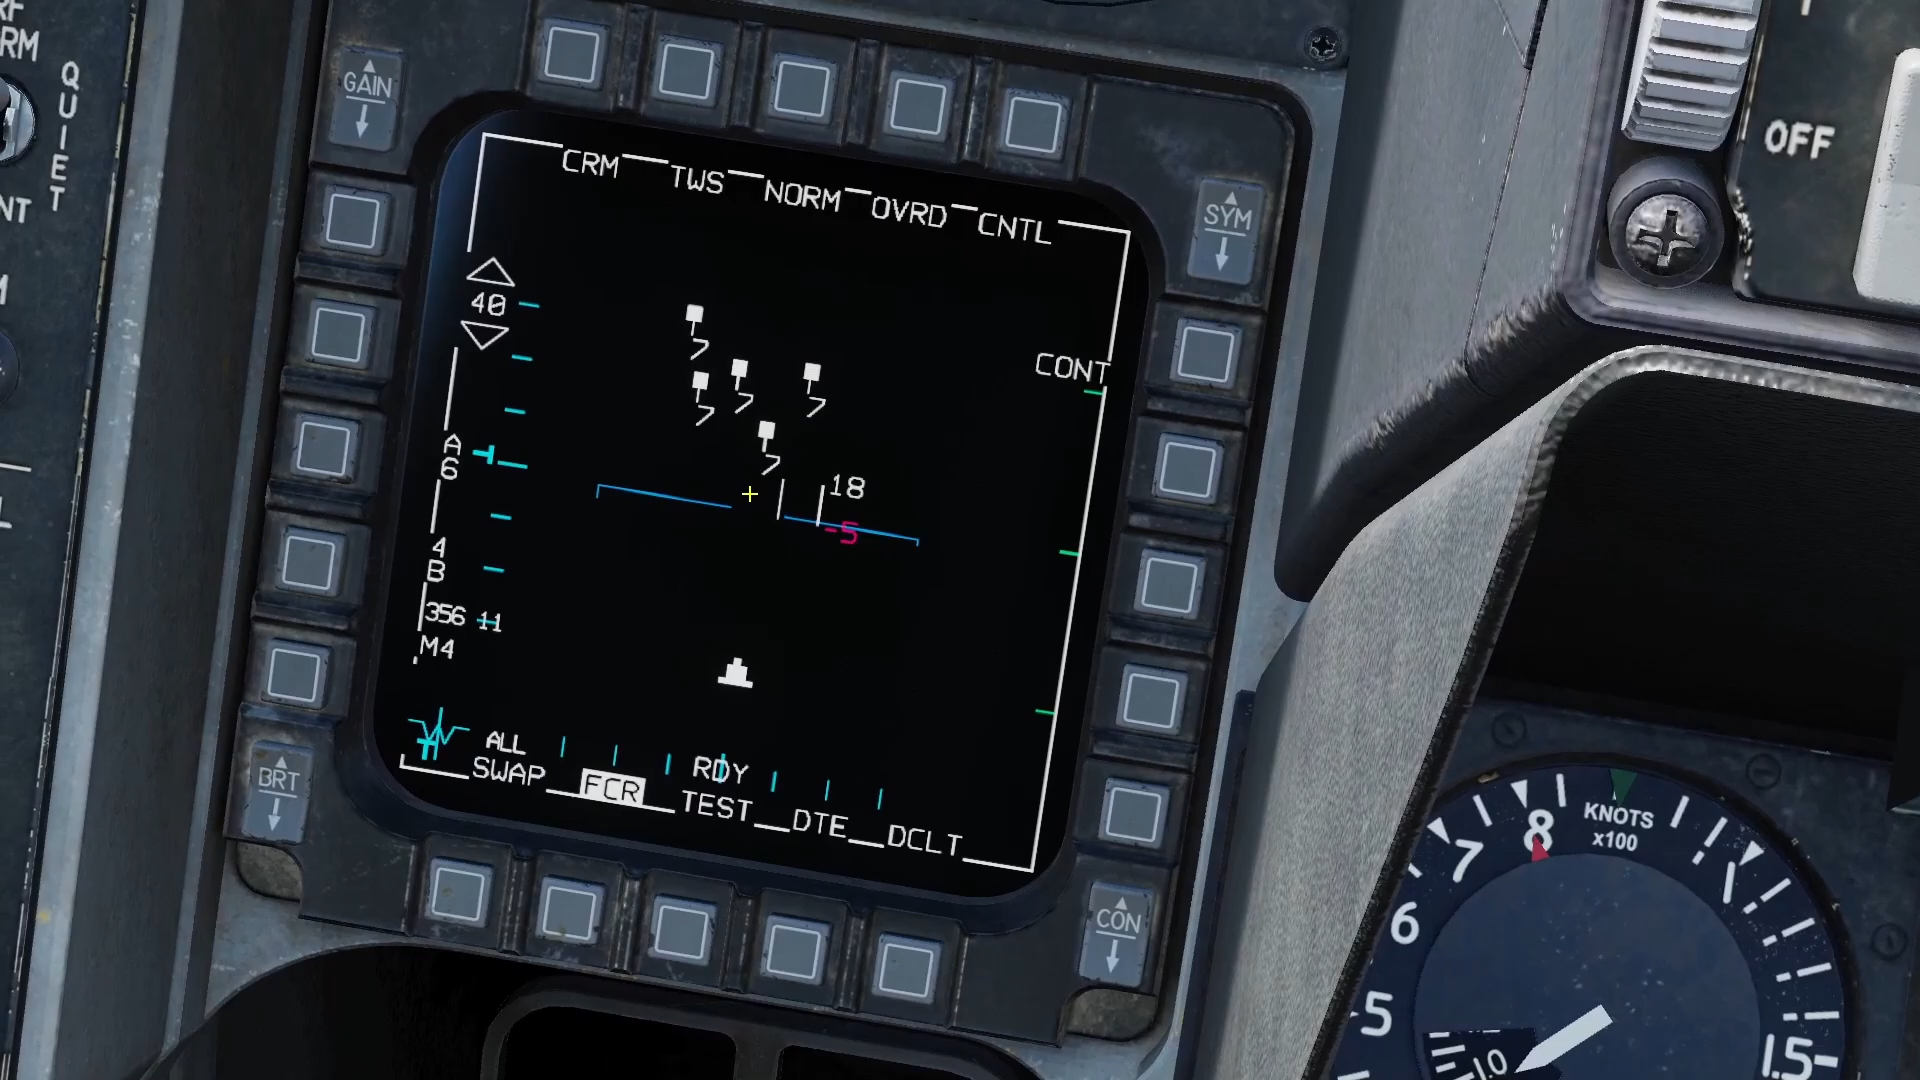 RF
RM
QUIET
NT
GAIN
SYM
OFF
CRM TWS NORM OVRD CNTL
40
CONT
A
6
18
-5
4
B
356 11
M4
ALL
RDY
SWAP FCR TEST DTE DCLT
BRT
CON
KNOTS
x100
8
7
6
5
1.5
1.0